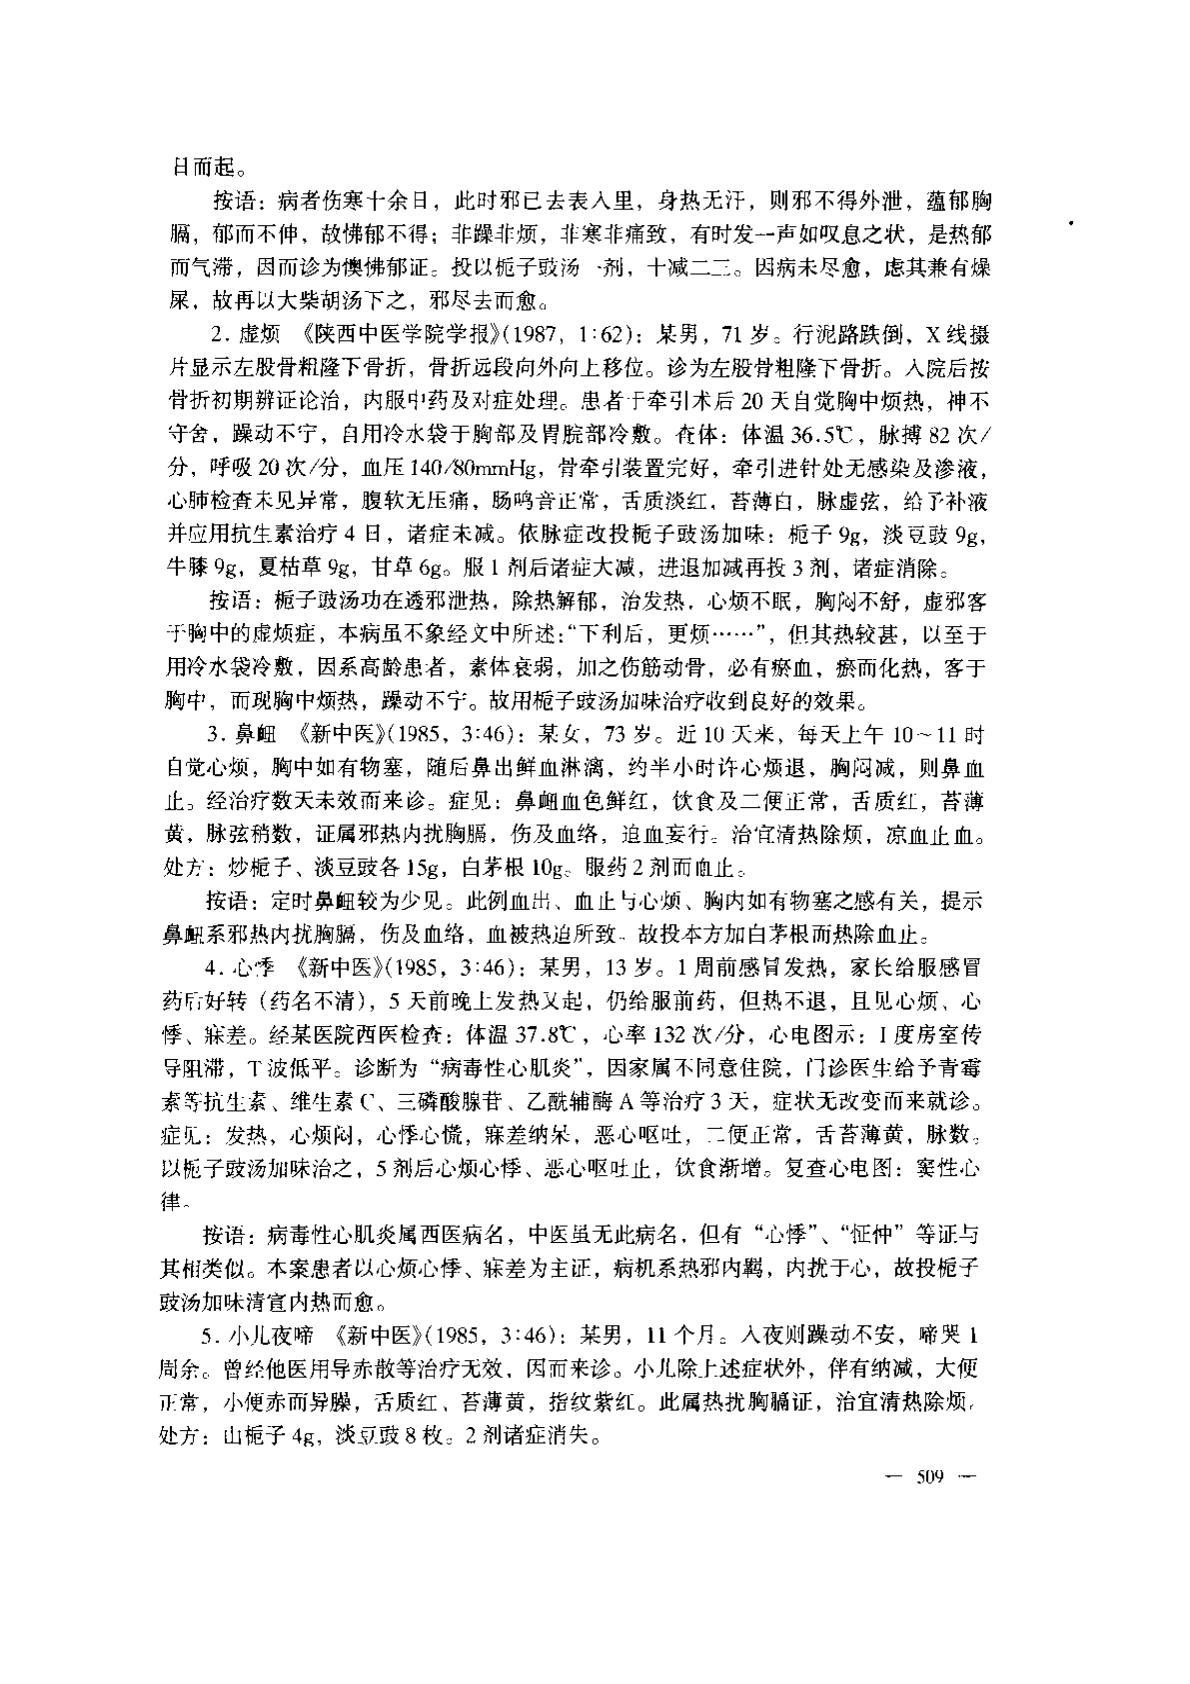 日而起。
按语：病者伤寒十余日，此时邪已去表入里，身热无汗，则邪不得外泄，蕴郁胸
膈，郁而不伸，故怫郁不得；非躁非烦，非寒非痛致，有时发一声如叹息之状，是热郁
而气滞，因而诊为懊怫郁证。投以栀子豉汤一剂，十减二三。因病未尽愈，虑其兼有燥
屎，故再以大柴胡汤下之，邪尽去而愈。
2. 虚烦 《陕西中医学院学报》(1987，1:62)：某男，71 岁。行泥路跌倒，X 线摄
片显示左股骨粗隆下骨折，骨折远段向外向上移位。诊为左股骨粗隆下骨折。入院后按
骨折初期辨证论治，内服中药及对症处理。患者于牵引术后 20 天自觉胸中烦热，神不
守舍，躁动不宁，自用冷水袋于胸部及胃脘部冷敷。查体：体温 36.5℃，脉搏 82 次/
分，呼吸 20 次/分，血压 140/80mmHg，骨牵引装置完好，牵引进针处无感染及渗液，
心肺检查未见异常，腹软无压痛，肠鸣音正常，舌质淡红，苔薄白，脉虚弦，给予补液
并应用抗生素治疗 4 日，诸症未减。依脉症改投栀子豉汤加味：栀子 9g，淡豆豉 9g，
牛膝 9g，夏枯草 9g，甘草 6g。服 1 剂后诸症大减，进退加减再投 3 剂，诸症消除。
按语：栀子豉汤功在透邪泄热，除热解郁，治发热，心烦不眠，胸闷不舒，虚邪客
于胸中的虚烦症，本病虽不象经文中所述：“下利后，更烦……”，但其热较甚，以至于
用冷水袋冷敷，因系高龄患者，素体衰弱，加之伤筋动骨，必有瘀血，瘀而化热，客于
胸中，而现胸中烦热，躁动不宁。故用栀子豉汤加味治疗收到良好的效果。
3. 鼻衄 《新中医》(1985，3:46)：某女，73 岁。近 10 天来，每天上午 10～11 时
自觉心烦，胸中如有物塞，随后鼻出鲜血淋漓，约半小时许心烦退，胸闷减，则鼻血
止。经治疗数天未效而来诊。症见：鼻衄血色鲜红，饮食及二便正常，舌质红，苔薄
黄，脉弦稍数，证属邪热内扰胸膈，伤及血络，迫血妄行。治宜清热除烦，凉血止血。
处方：炒栀子、淡豆豉各 15g，白茅根 10g。服药 2 剂而血止。
按语：定时鼻衄较为少见。此例血出、血止与心烦、胸内如有物塞之感有关，提示
鼻衄系邪热内扰胸膈，伤及血络，血被热迫所致。故投本方加白茅根而热除血止。
4. 心悸 《新中医》(1985，3:46)：某男，13 岁。1 周前感冒发热，家长给服感冒
药后好转（药名不清），5 天前晚上发热又起，仍给服前药，但热不退，且见心烦、心
悸、寐差。经某医院西医检查：体温 37.8℃，心率 132 次/分，心电图示：I 度房室传
导阻滞，T 波低平。诊断为“病毒性心肌炎”，因家属不同意住院，门诊医生给予青霉
素等抗生素、维生素 C、三磷酸腺苷、乙酰辅酶 A 等治疗 3 天，症状无改变而来就诊。
症见：发热，心烦闷，心悸心慌，寐差纳呆，恶心呕吐，二便正常，舌苔薄黄，脉数。
以栀子豉汤加味治之，5 剂后心烦心悸、恶心呕吐止，饮食渐增。复查心电图：窦性心
律。
按语：病毒性心肌炎属西医病名，中医虽无此病名，但有“心悸”、“怔忡”等证与
其相类似。本案患者以心烦心悸、寐差为主证，病机系热邪内羁，内扰于心，故投栀子
豉汤加味清宣内热而愈。
5. 小儿夜啼 《新中医》(1985，3:46)：某男，11 个月。入夜则躁动不安，啼哭 1
周余。曾经他医用导赤散等治疗无效，因而来诊。小儿除上述症状外，伴有纳减，大便
正常，小便赤而异臊，舌质红、苔薄黄，指纹紫红。此属热扰胸膈证，治宜清热除烦，
处方：山栀子 4g，淡豆豉 8 枚。2 剂诸症消失。
— 509 —